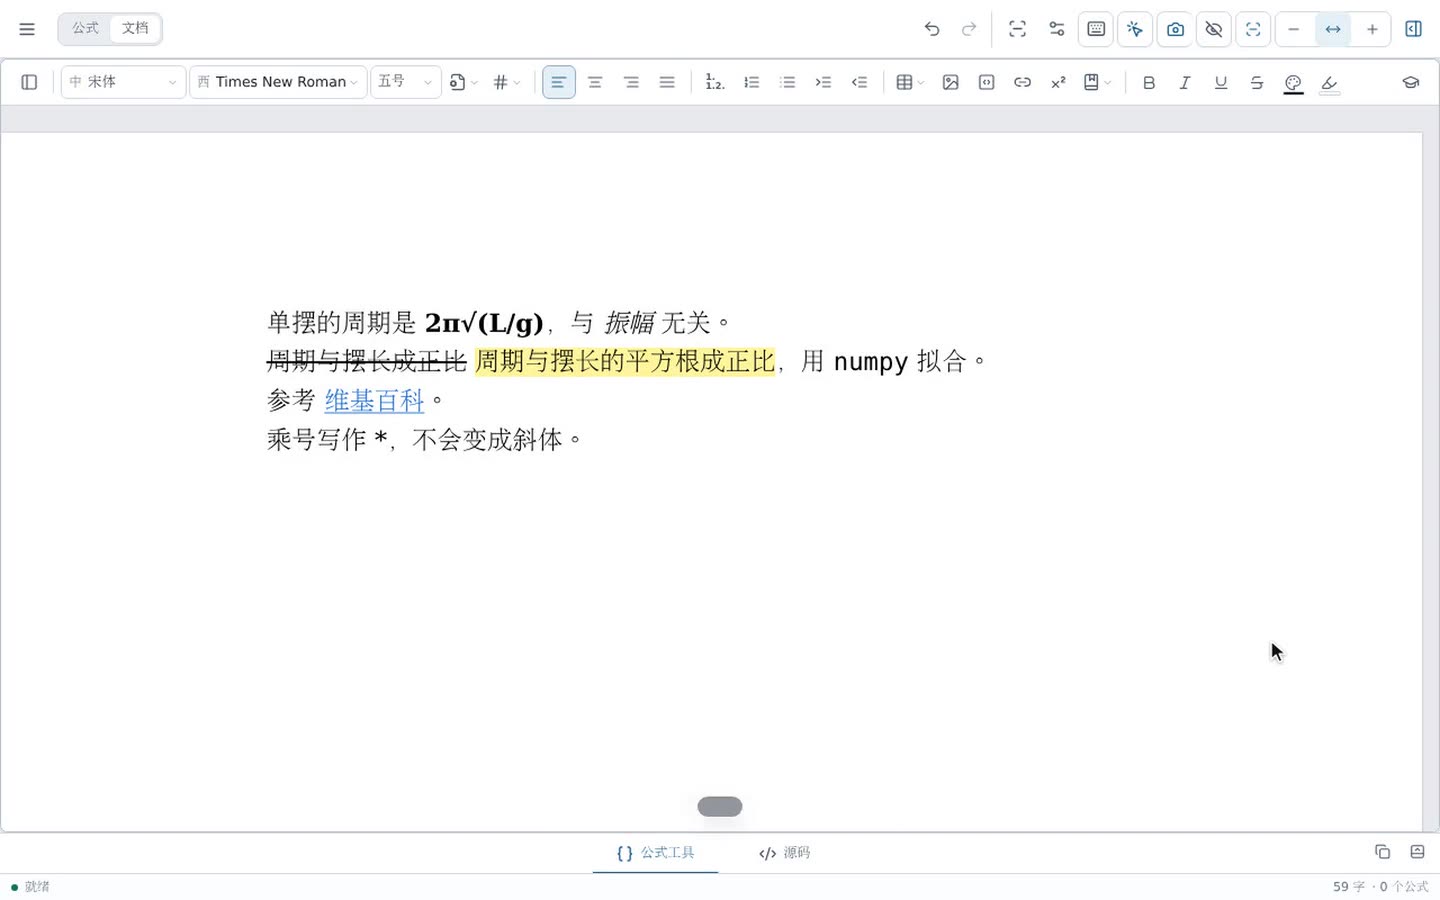 公式 文档
中 宋体 西 Times New Roman 五号
单摆的周期是 2π√(L/g)，与 振幅 无关。
周期与摆长成正比 周期与摆长的平方根成正比，用 numpy 拟合。
参考 维基百科。
乘号写作 *，不会变成斜体。
{} 公式工具 </> 源码
就绪 59 字 · 0 个公式